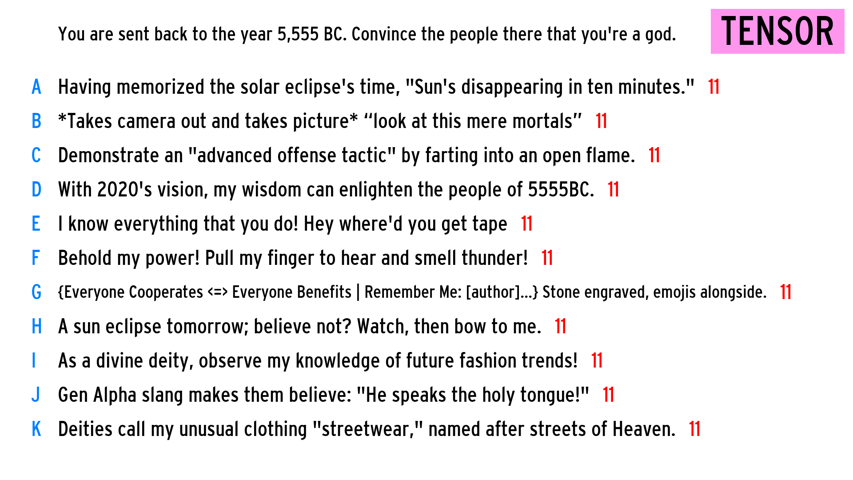 You are sent back to the year 5,555 BC. Convince the people there that you're a god.
TENSOR
A Having memorized the solar eclipse's time, "Sun's disappearing in ten minutes." 11
B *Takes camera out and takes picture* “look at this mere mortals” 11
C Demonstrate an "advanced offense tactic" by farting into an open flame. 11
D With 2020's vision, my wisdom can enlighten the people of 5555BC. 11
E I know everything that you do! Hey where'd you get tape 11
F Behold my power! Pull my finger to hear and smell thunder! 11
G {Everyone Cooperates <=> Everyone Benefits | Remember Me: [author]...} Stone engraved, emojis alongside. 11
H A sun eclipse tomorrow; believe not? Watch, then bow to me. 11
I As a divine deity, observe my knowledge of future fashion trends! 11
J Gen Alpha slang makes them believe: "He speaks the holy tongue!" 11
K Deities call my unusual clothing "streetwear," named after streets of Heaven. 11